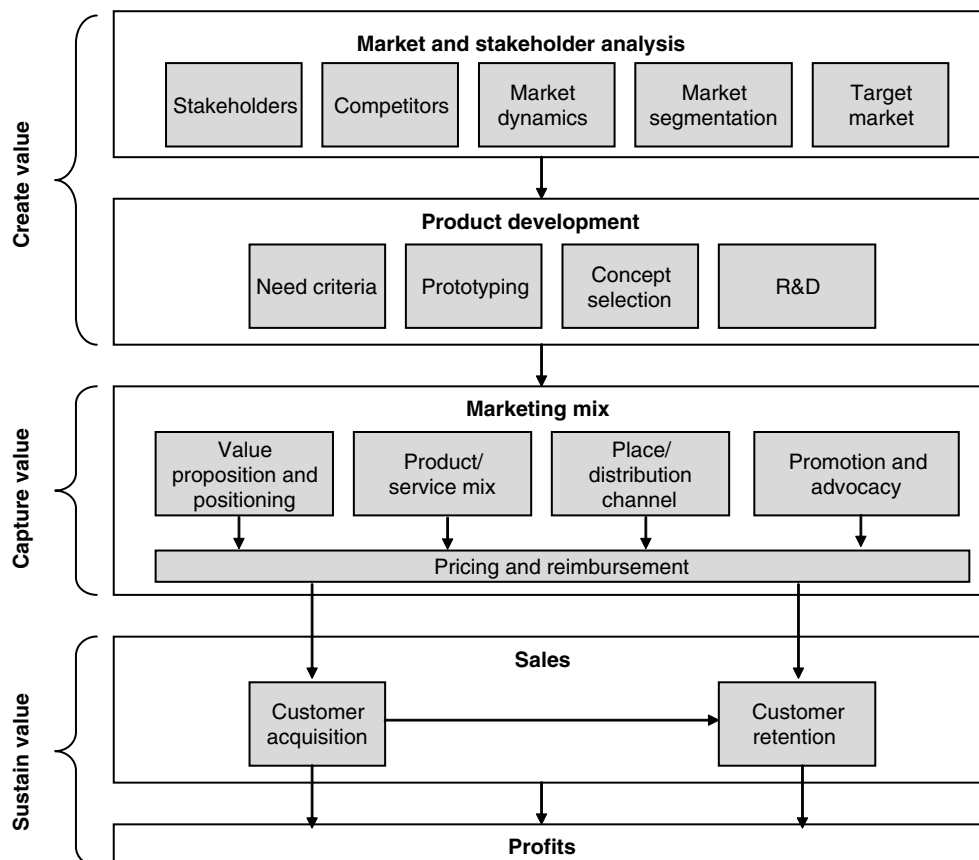 Create value
Market and stakeholder analysis
Stakeholders
Competitors
Market
dynamics
Market
segmentation
Target
market
Product development
Need criteria
Prototyping
Concept
selection
R&D
Capture value
Marketing mix
Value
proposition and
positioning
Product/
service mix
Place/
distribution
channel
Promotion and
advocacy
Pricing and reimbursement
Sustain value
Sales
Customer
acquisition
Customer
retention
Profits